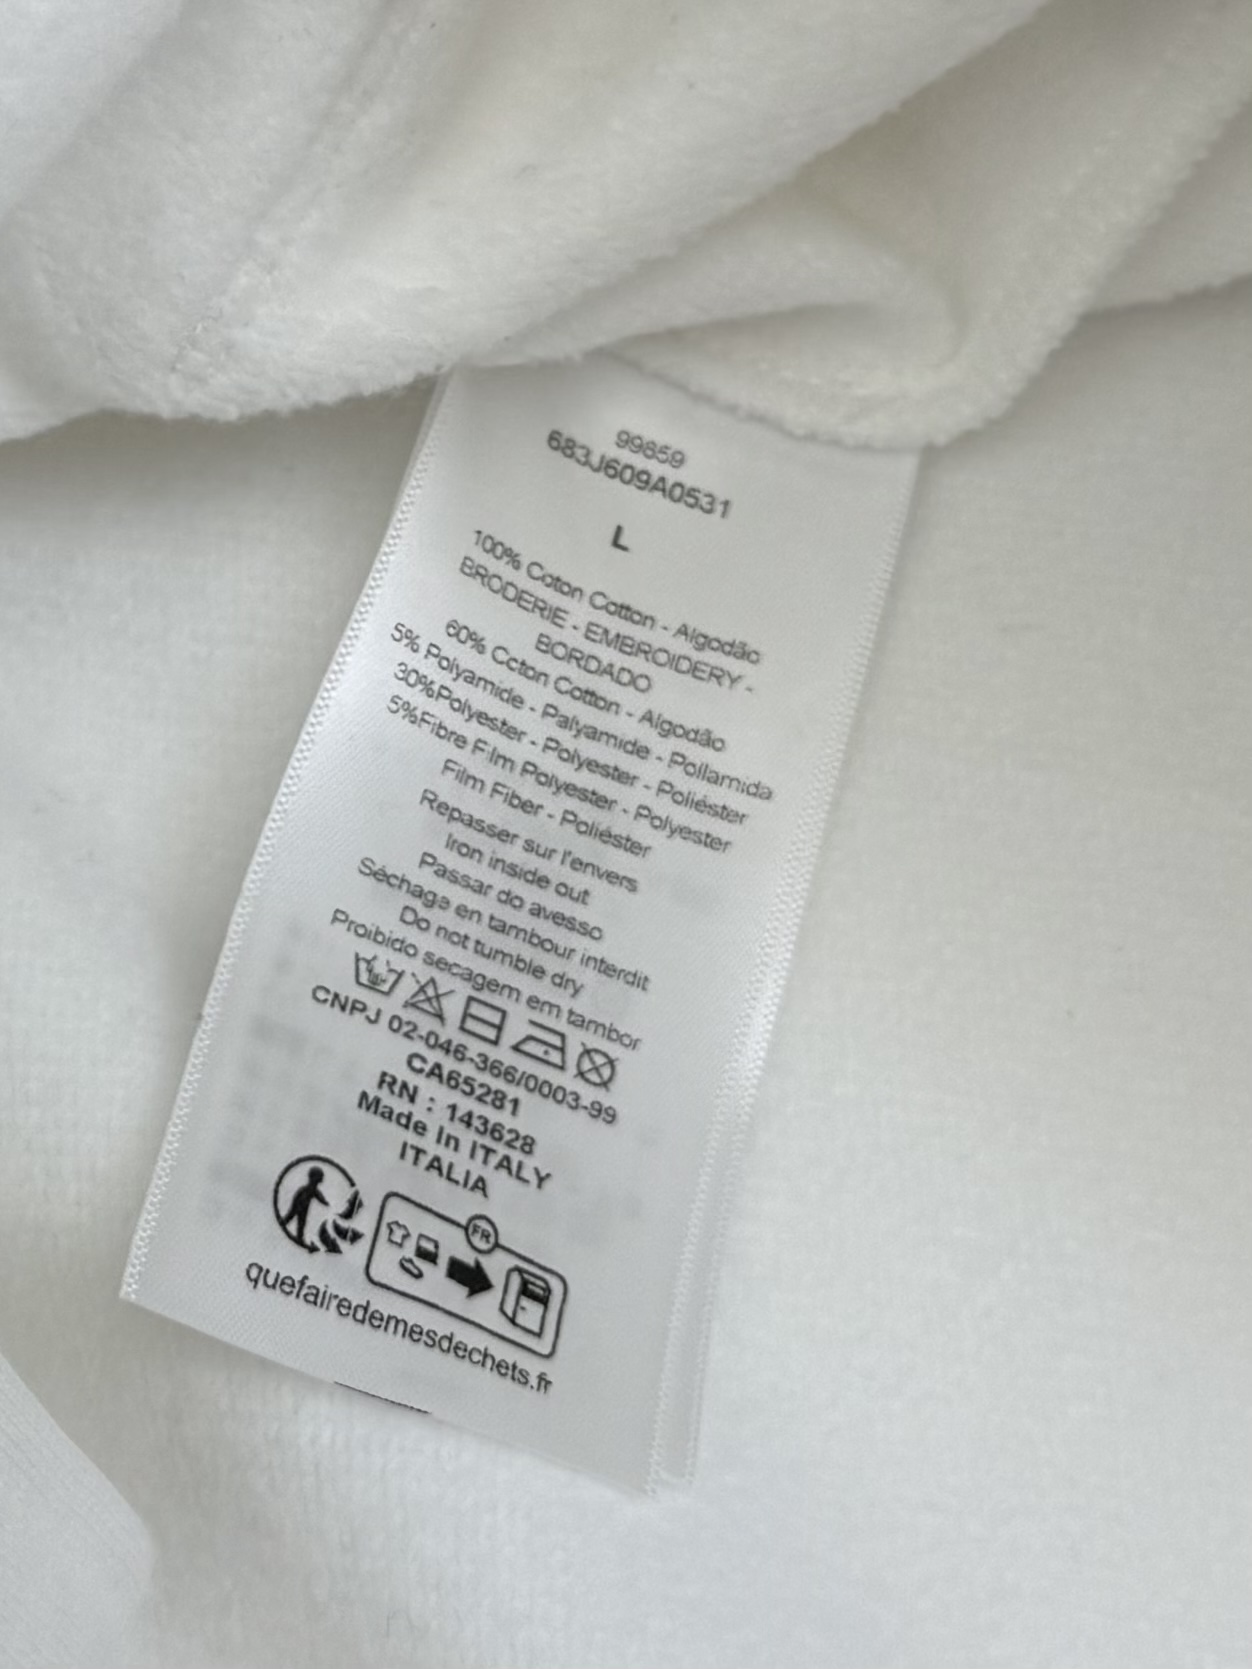 99859
683J609A0531
L
100% Coton Cotton - Algodão
BRODERIE - EMBROIDERY -
BORDADO
60% Ccton Cotton - Algodão
5% Polyamide - Palyamide - Pollamida
30%Polyester - Polyester - Poliéster
5%Fibre Film Polyester - Polyester
Film Fiber - Poliéster
Repasser sur l'envers
Iron inside out
Passar do avesso
Séchage en tambour interdit
Do not tumble dry
Proibido secagem em tambor
CNPJ 02-046-366/0003-99
CA65281
RN : 143628
Made In ITALY
ITALIA
FR
quefairedemesdechets.fr